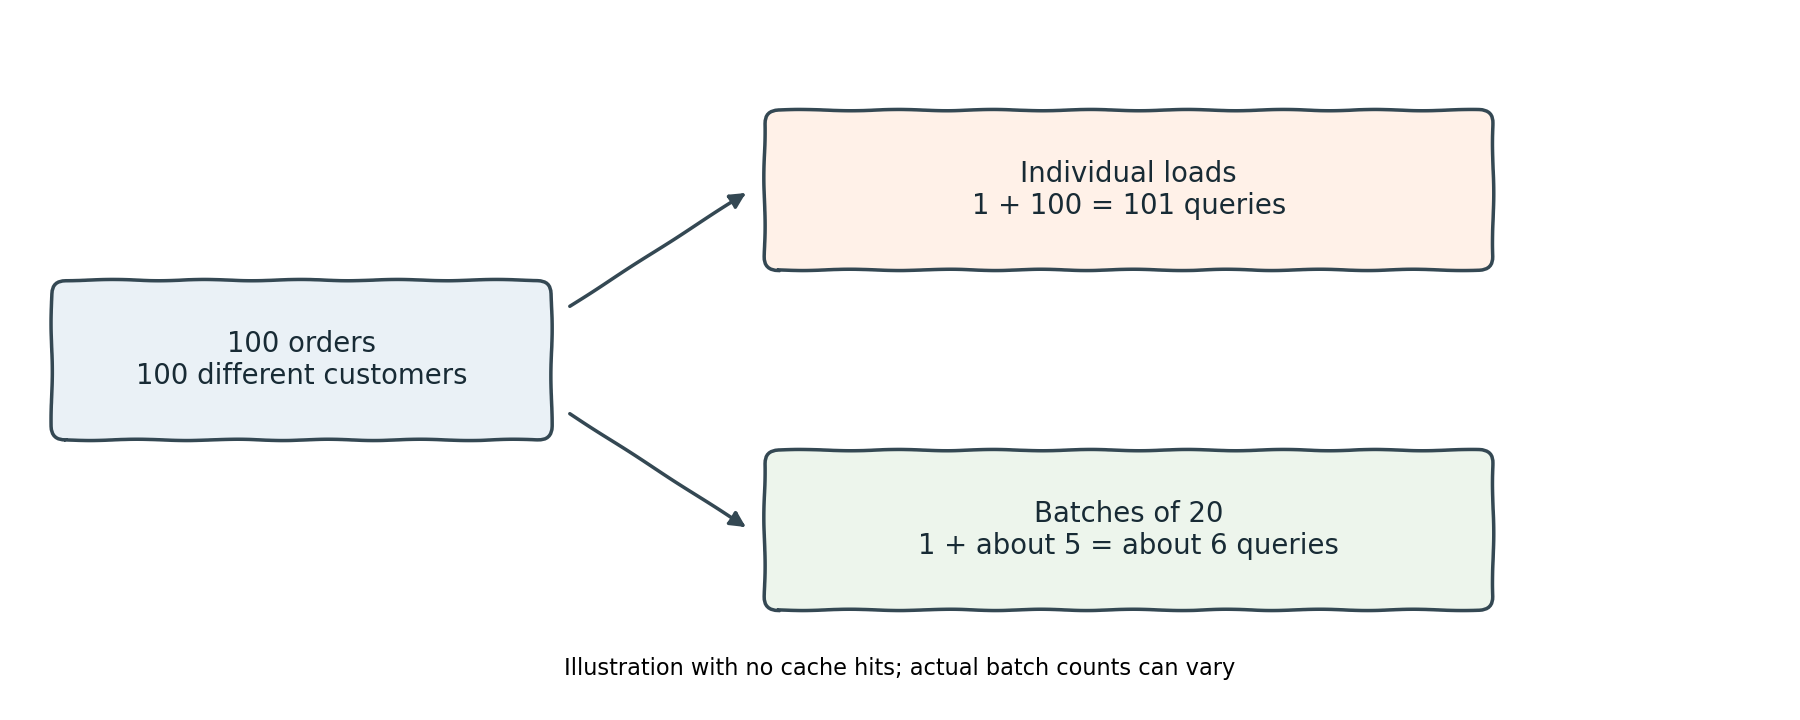 100 orders
100 different customers
Individual loads
1 + 100 = 101 queries
Batches of 20
1 + about 5 = about 6 queries
Illustration with no cache hits; actual batch counts can vary